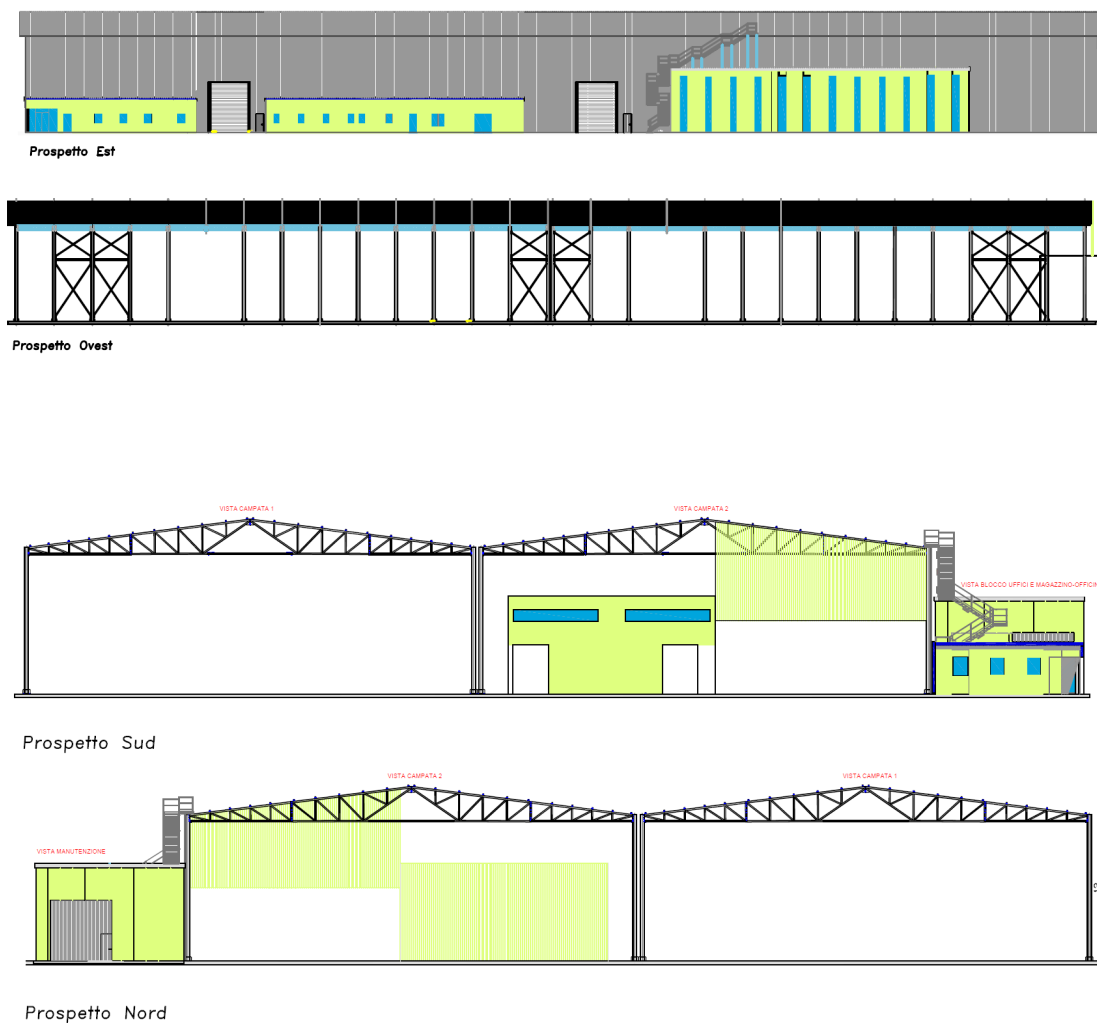 Prospetto Est
Prospetto Ovest
VISTA CAMPATA 1
VISTA CAMPATA 2
VISTA BLOCCO UFFICI E MAGAZZINO-OFFICIN
Prospetto Sud
VISTA CAMPATA 2
VISTA CAMPATA 1
VISTA MANUTENZIONE
Prospetto Nord